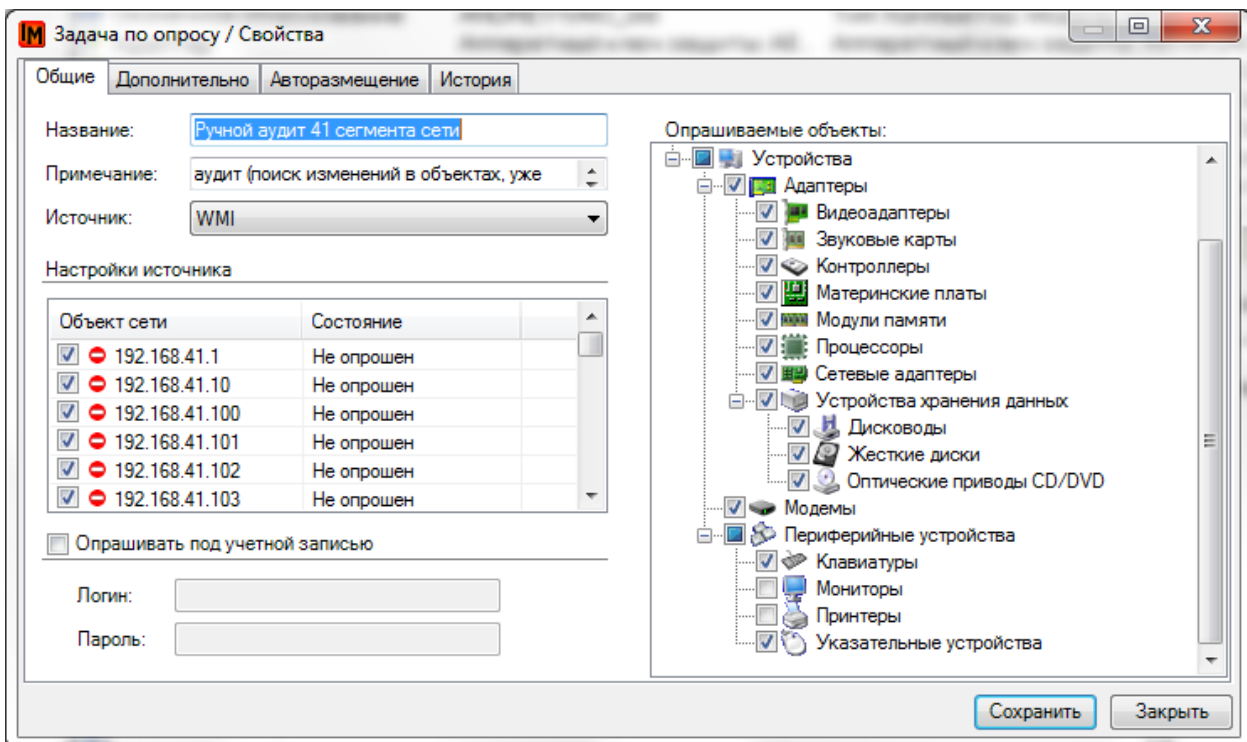 IM Задача по опросу / Свойства
Общие Дополнительно Авторазмещение История
Название: Ручной аудит 41 сегмента сети
Примечание: аудит (поиск изменений в объектах, уже
Источник: WMI
Настройки источника
Объект сети Состояние
192.168.41.1 Не опрошен
192.168.41.10 Не опрошен
192.168.41.100 Не опрошен
192.168.41.101 Не опрошен
192.168.41.102 Не опрошен
192.168.41.103 Не опрошен
Опрашивать под учетной записью
Логин:
Пароль:
Опрашиваемые объекты:
Устройства
Адаптеры
Видеоадаптеры
Звуковые карты
Контроллеры
Материнские платы
Модули памяти
Процессоры
Сетевые адаптеры
Устройства хранения данных
Дисководы
Жесткие диски
Оптические приводы CD/DVD
Модемы
Периферийные устройства
Клавиатуры
Мониторы
Принтеры
Указательные устройства
Сохранить Закрыть